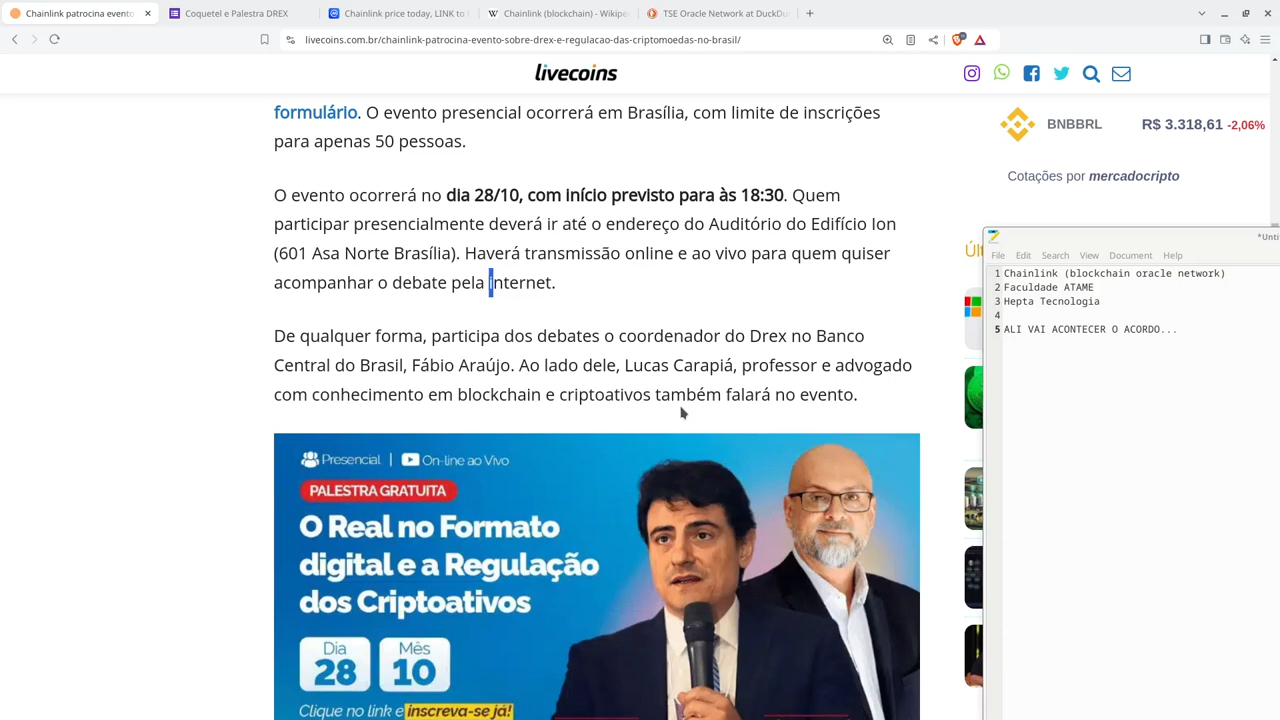 Chainlink patrocina evento
Coquetel e Palestra DREX
Chainlink price today, LINK to
Chainlink (blockchain) - Wikipe
TSE Oracle Network at DuckDu
livecoins.com.br/chainlink-patrocina-evento-sobre-drex-e-regulacao-das-criptomoedas-no-brasil/
livecoins
formulário. O evento presencial ocorrerá em Brasília, com limite de inscrições
para apenas 50 pessoas.
O evento ocorrerá no dia 28/10, com início previsto para às 18:30. Quem
participar presencialmente deverá ir até o endereço do Auditório do Edifício Ion
(601 Asa Norte Brasília). Haverá transmissão online e ao vivo para quem quiser
acompanhar o debate pela internet.
De qualquer forma, participa dos debates o coordenador do Drex no Banco
Central do Brasil, Fábio Araújo. Ao lado dele, Lucas Carapiá, professor e advogado
com conhecimento em blockchain e criptoativos também falará no evento.
Presencial | On-line ao Vivo
PALESTRA GRATUITA
O Real no Formato
digital e a Regulação
dos Criptoativos
Dia
28
Mês
10
Clique no link e inscreva-se já!
BNBBRL R$ 3.318,61 -2,06%
Cotações por mercadocripto
Últ
*Unti
File Edit Search View Document Help
1 Chainlink (blockchain oracle network)
2 Faculdade ATAME
3 Hepta Tecnologia
4
5 ALI VAI ACONTECER O ACORDO...